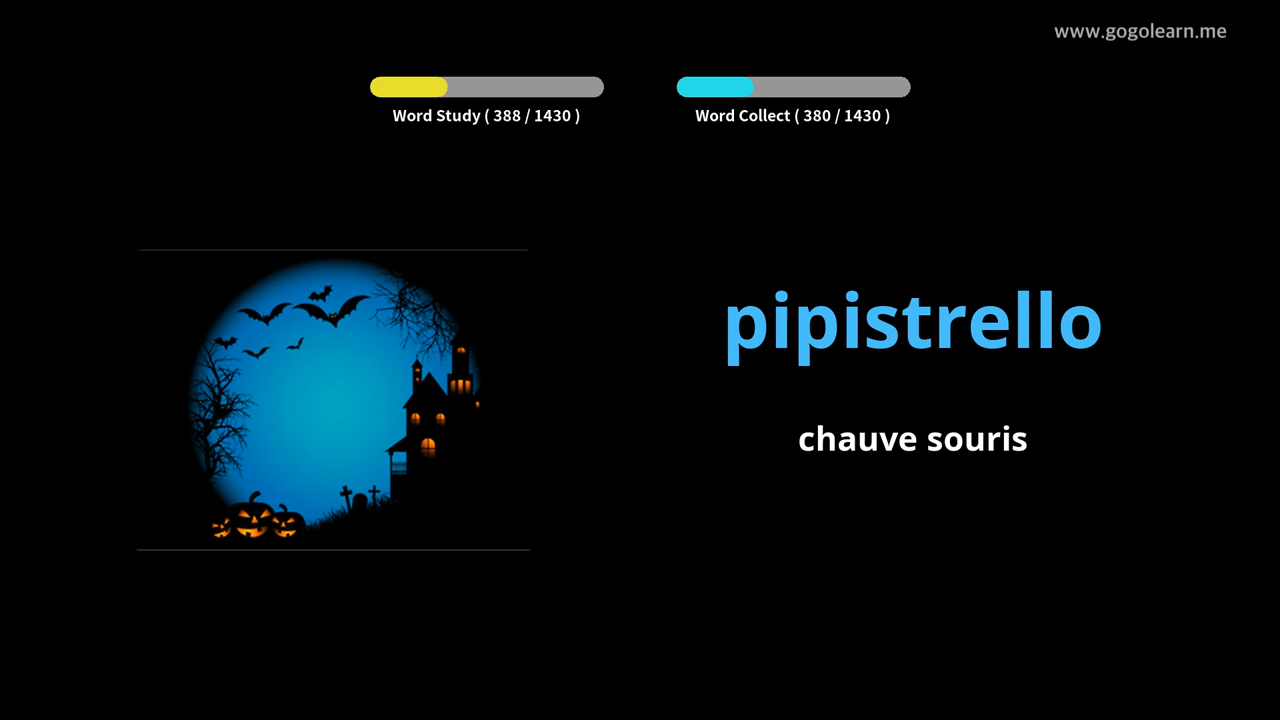 www.gogolearn.me
Word Study ( 388 / 1430 )
Word Collect ( 380 / 1430 )
pipistrello
chauve souris